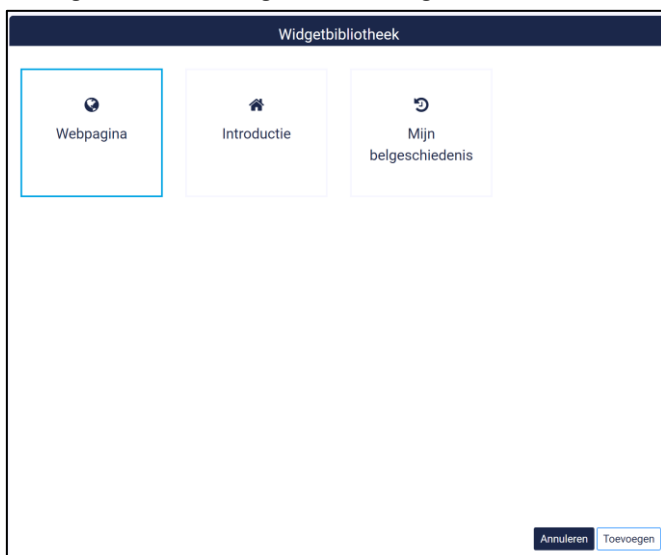 Widgetbibliotheek
Webpagina
Introductie
Mijn
belgeschiedenis
Annuleren
Toevoegen